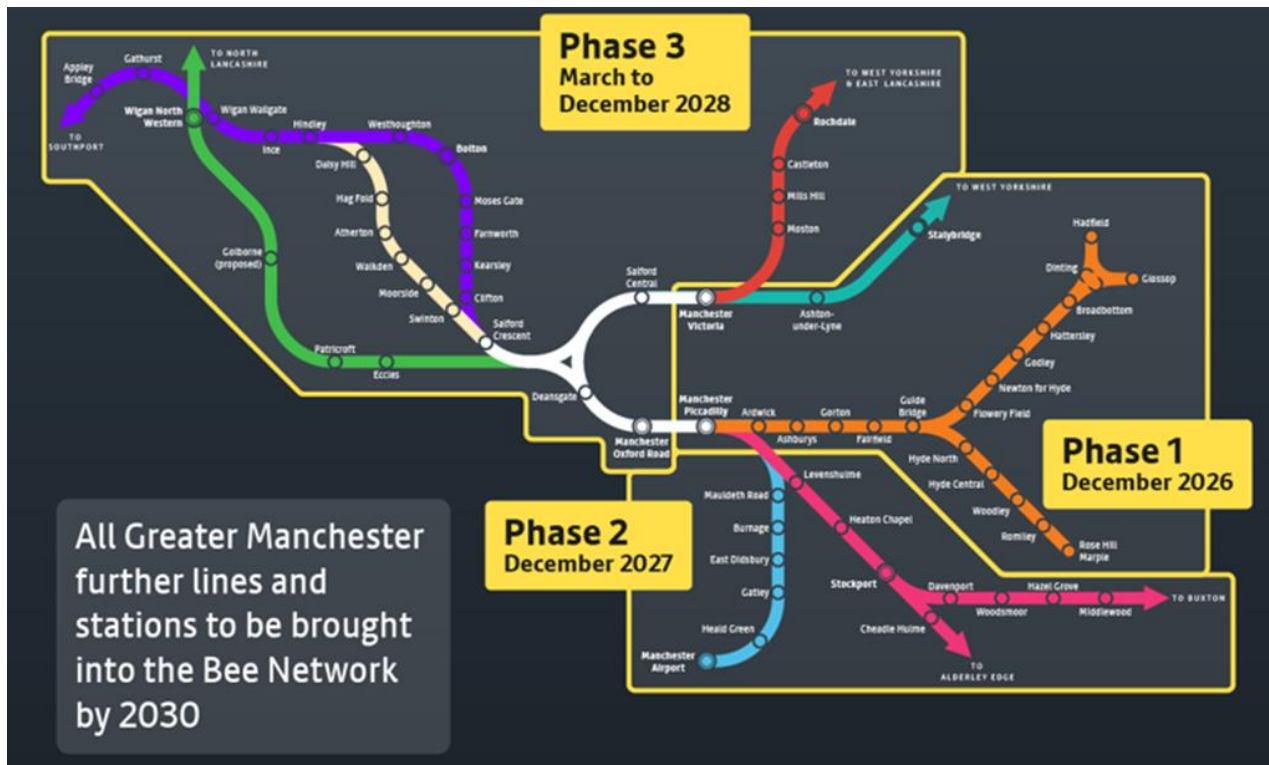 Phase 3
March to
December 2028
Appley
Bridge
Gathurst
TO NORTH
LANCASHIRE
Wigan North
Western
Wigan Wallgate
TO
SOUTHPORT
Ince
Hindley
Westhoughton
Bolton
Daisy Hill
Hag Fold
Atherton
Walkden
Moorside
Swinton
Moses Gate
Farnworth
Kearsley
Clifton
Salford
Crescent
Golborne
(proposed)
Patricroft
Eccles
Deansgate
Salford
Central
Manchester
Victoria
Manchester
Oxford Road
TO WEST YORKSHIRE
& EAST LANCASHIRE
Rochdale
Castleton
Mills Hill
Moston
TO WEST YORKSHIRE
Stalybridge
Ashton-
under-Lyne
Manchester
Piccadilly
Ardwick
Ashburys
Gorton
Fairfield
Guide
Bridge
Hadfield
Dinting
Glossop
Broadbottom
Hattersley
Godley
Newton for Hyde
Flowery Field
Hyde North
Hyde Central
Woodley
Romiley
Rose Hill
Marple
Phase 1
December 2026
Phase 2
December 2027
Mauldeth Road
Burnage
East Didsbury
Gatley
Heald Green
Manchester
Airport
Levenshulme
Heaton Chapel
Stockport
Davenport
Woodsmoor
Hazel Grove
Middlewood
TO BUXTON
Cheadle Hulme
TO
ALDERLEY EDGE
All Greater Manchester
further lines and
stations to be brought
into the Bee Network
by 2030